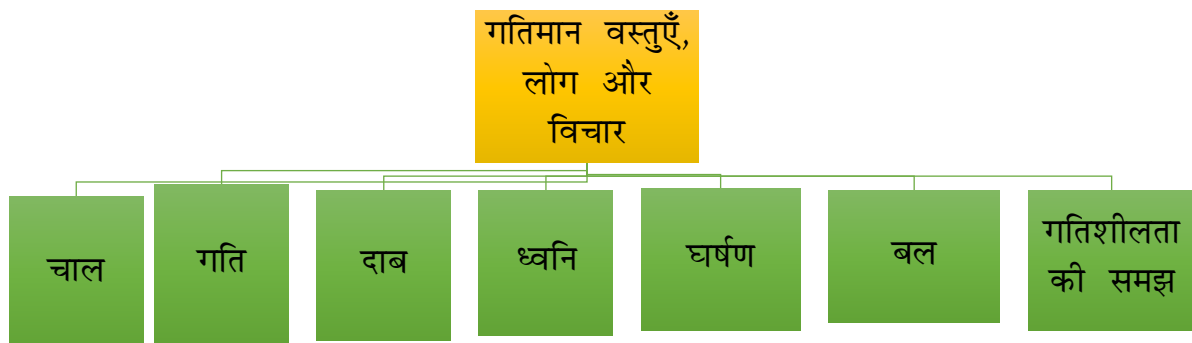 गतिमान वस्तुएँ,
लोग और
विचार
चाल
गति
दाब
ध्वनि
घर्षण
बल
गतिशीलता
की समझ